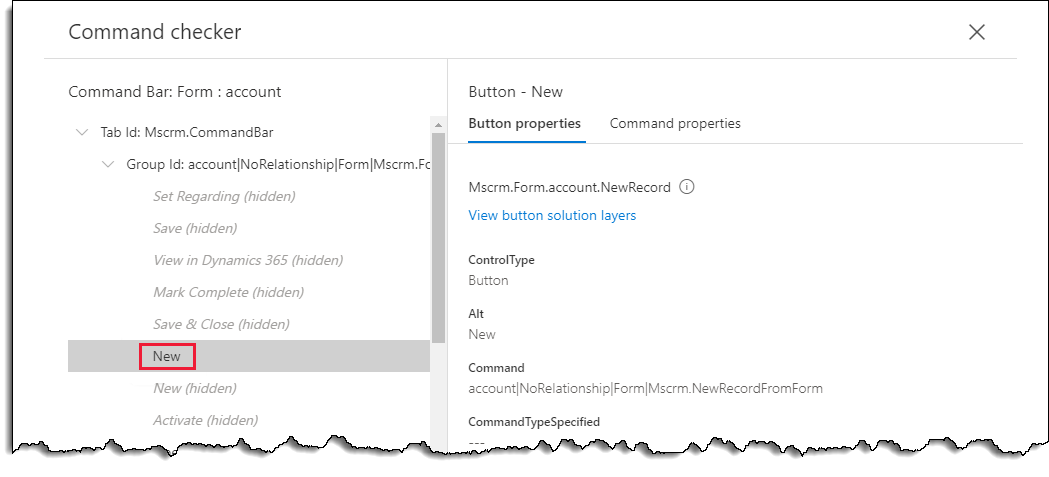 Command checker
Command Bar: Form : account
Tab Id: Mscrm.CommandBar
Group Id: account|NoRelationship|Form|Mscrm.Fo
Set Regarding (hidden)
Save (hidden)
View in Dynamics 365 (hidden)
Mark Complete (hidden)
Save & Close (hidden)
New
New (hidden)
Activate (hidden)
Button - New
Button properties
Command properties
Mscrm.Form.account.NewRecord
View button solution layers
ControlType
Button
Alt
New
Command
account|NoRelationship|Form|Mscrm.NewRecordFromForm
CommandTypeSpecified
---